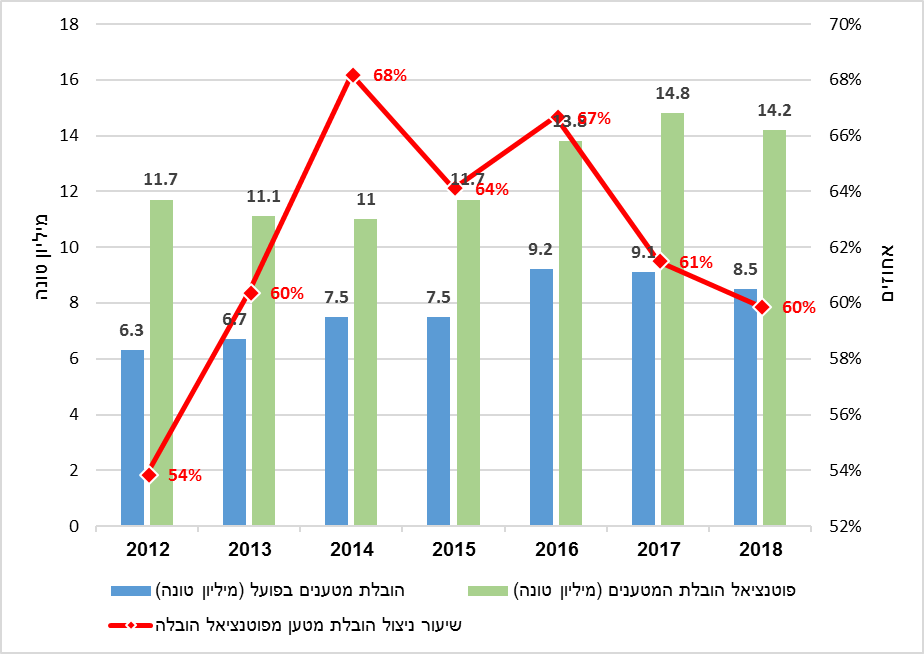 18 70%
16 68%
14 66%
12 64%
10 62%
8 60%
6 58%
4 56%
2 54%
0 52%
מיליון טונה
אחוזים
11.7 11.1 11 11.7 13.8 14.8 14.2
6.3 6.7 7.5 7.5 9.2 9.1 8.5
54% 60% 68% 64% 67% 61% 60%
2012 2013 2014 2015 2016 2017 2018
הובלת מטענים בפועל (מיליון טונה)
פוטנציאל הובלת המטענים (מיליון טונה)
שיעור ניצול הובלת מטען מפוטנציאל הובלה